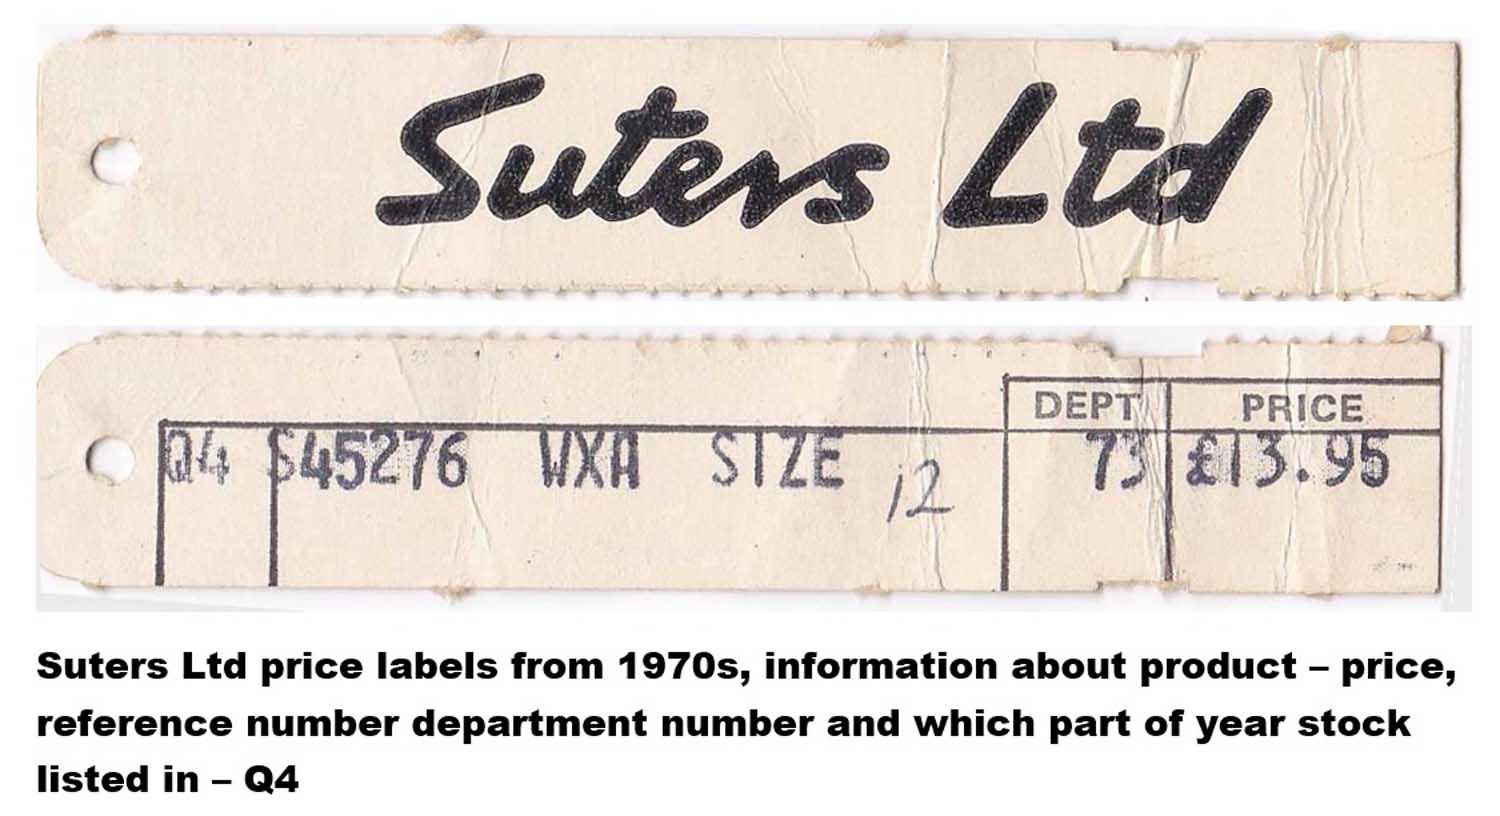 Suters Ltd
DEPT PRICE
Q4 S45276 WXA SIZE 12 73 £13.95
Suters Ltd price labels from 1970s, information about product – price,
reference number department number and which part of year stock
listed in – Q4